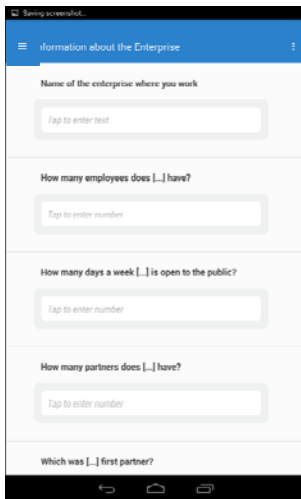 Saving screenshot...
nformation about the Enterprise
Name of the enterprise where you work
Tap to enter text
How many employees does [...] have?
Tap to enter number
How many days a week [...] is open to the public?
Tap to enter number
How many partners does [...] have?
Tap to enter number
Which was [...] first partner?